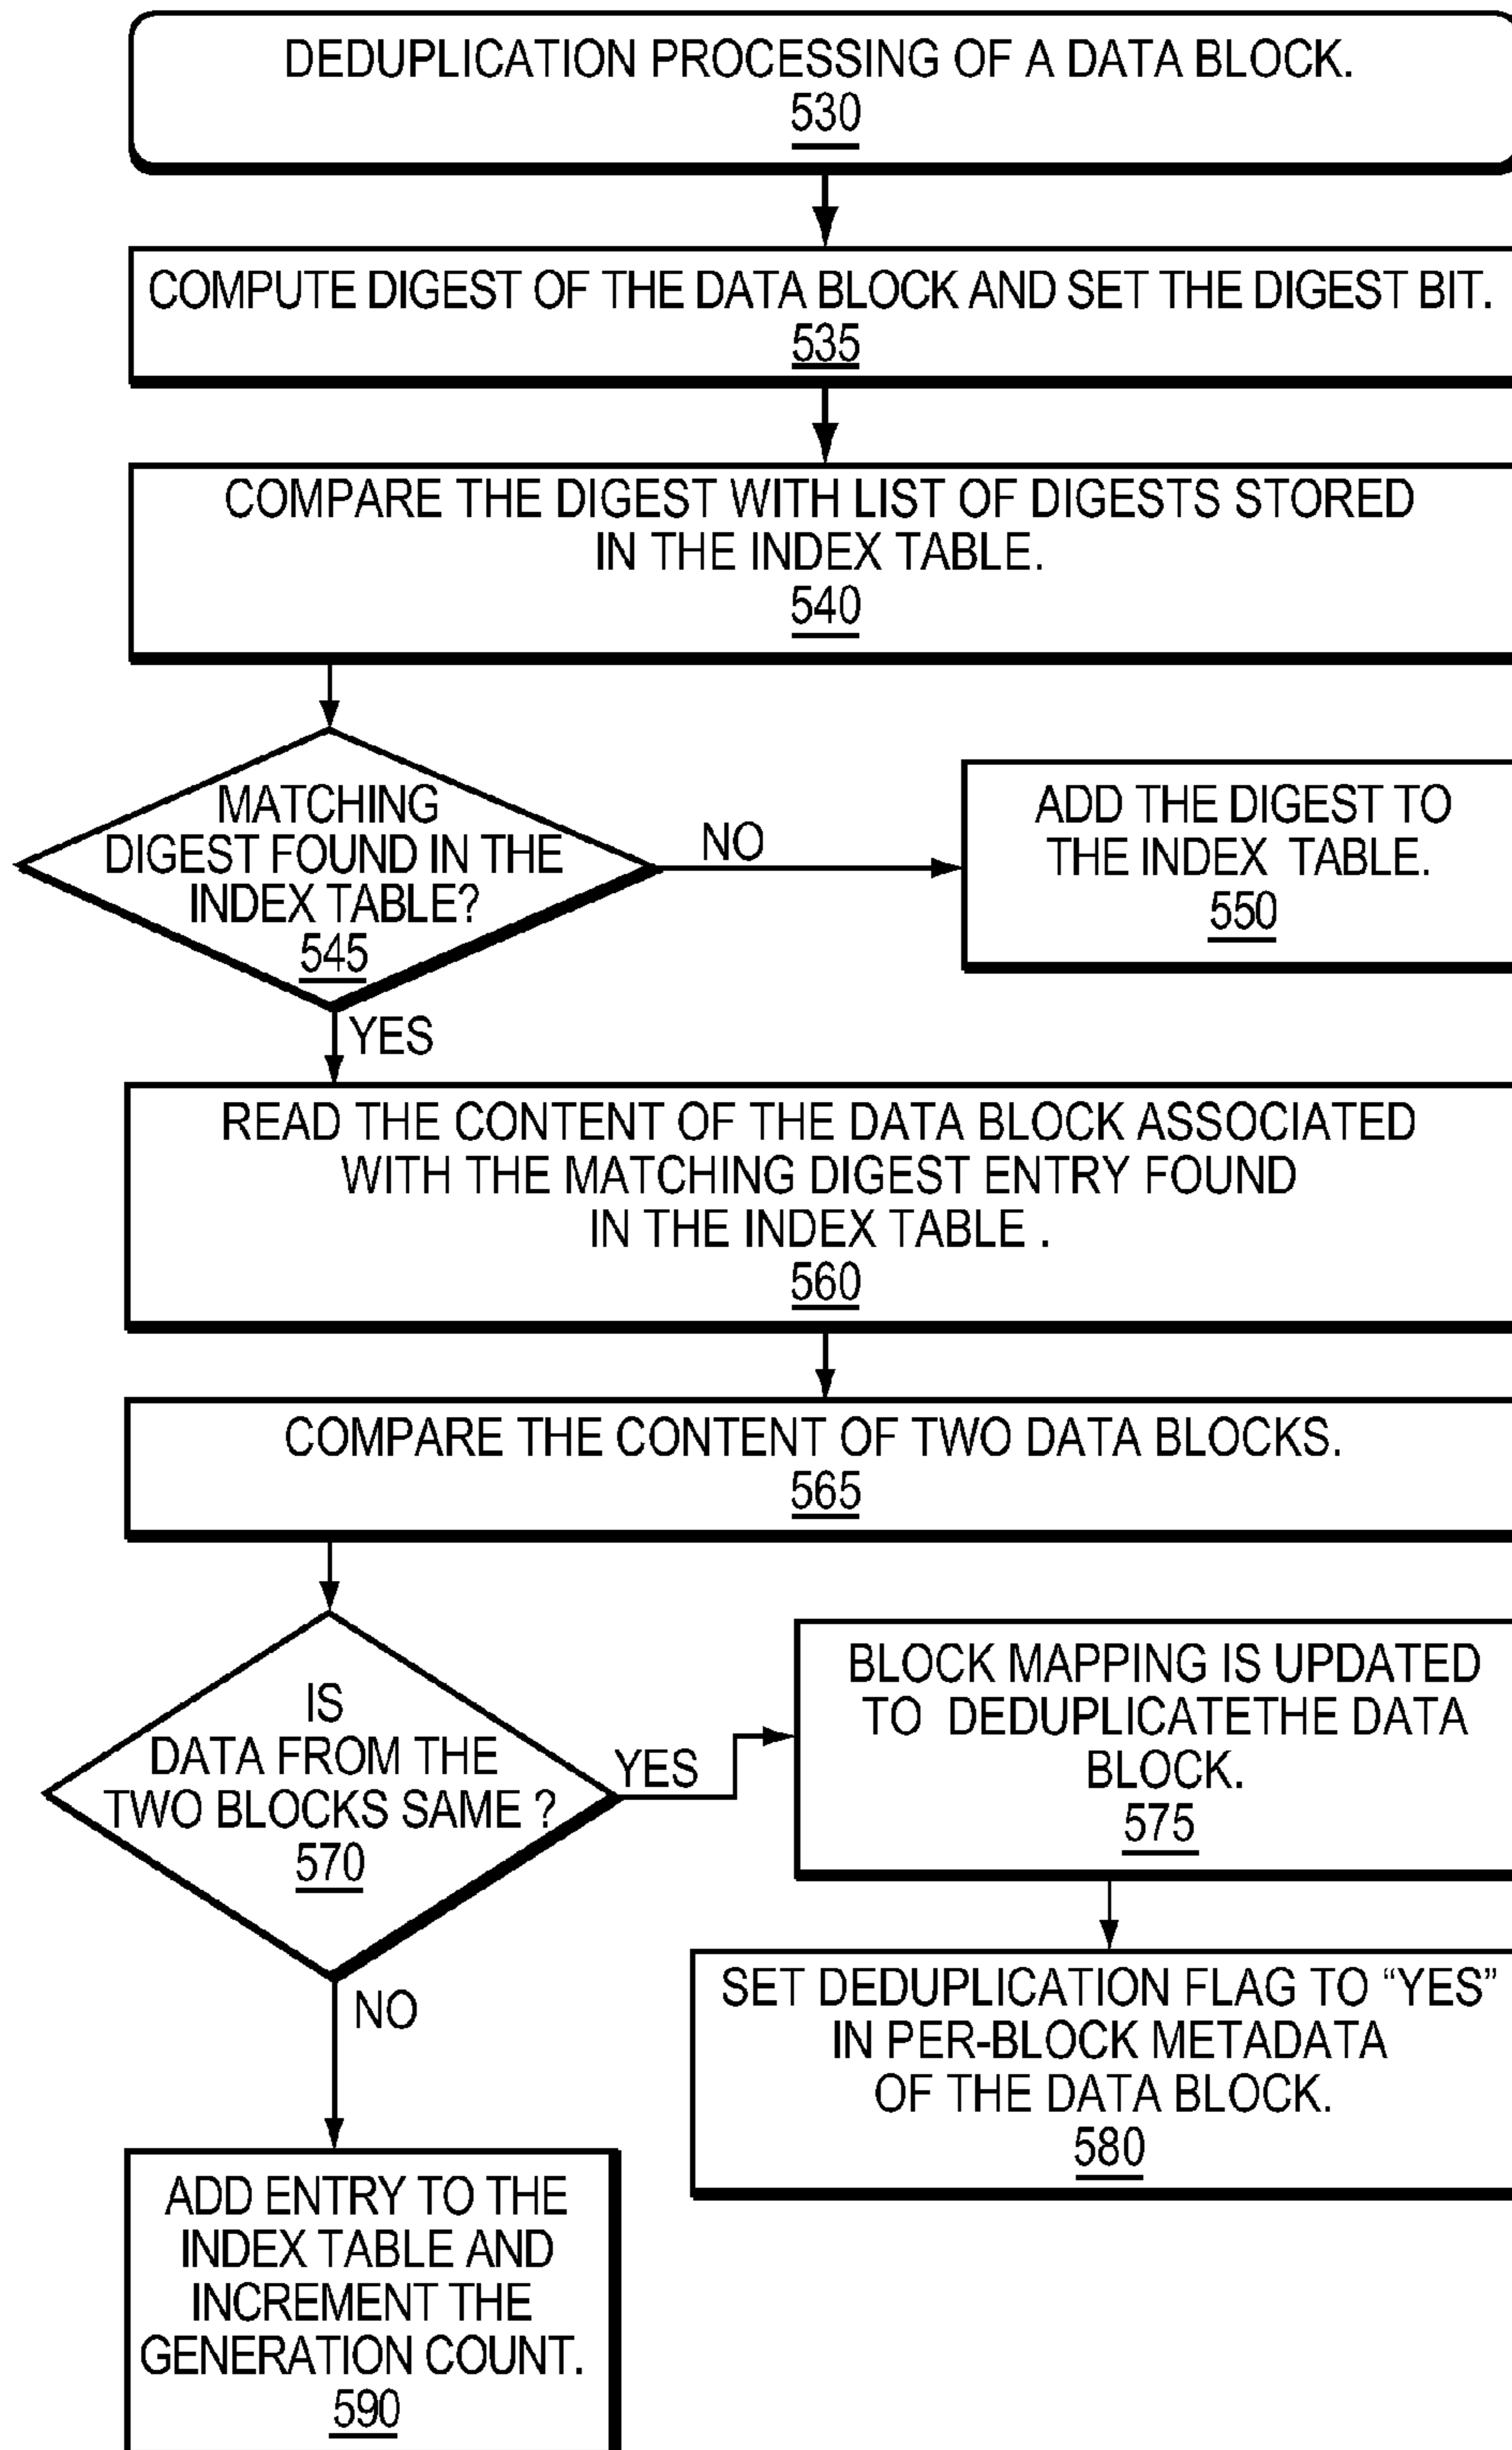 DEDUPLICATION PROCESSING OF A DATA BLOCK.
530
COMPUTE DIGEST OF THE DATA BLOCK AND SET THE DIGEST BIT.
535
COMPARE THE DIGEST WITH LIST OF DIGESTS STORED
IN THE INDEX TABLE.
540
MATCHING
DIGEST FOUND IN THE
INDEX TABLE?
545
NO
ADD THE DIGEST TO
THE INDEX TABLE.
550
YES
READ THE CONTENT OF THE DATA BLOCK ASSOCIATED
WITH THE MATCHING DIGEST ENTRY FOUND
IN THE INDEX TABLE .
560
COMPARE THE CONTENT OF TWO DATA BLOCKS.
565
IS
DATA FROM THE
TWO BLOCKS SAME ?
570
YES
BLOCK MAPPING IS UPDATED
TO DEDUPLICATETHE DATA
BLOCK.
575
SET DEDUPLICATION FLAG TO “YES”
IN PER-BLOCK METADATA
OF THE DATA BLOCK.
580
NO
ADD ENTRY TO THE
INDEX TABLE AND
INCREMENT THE
GENERATION COUNT.
590